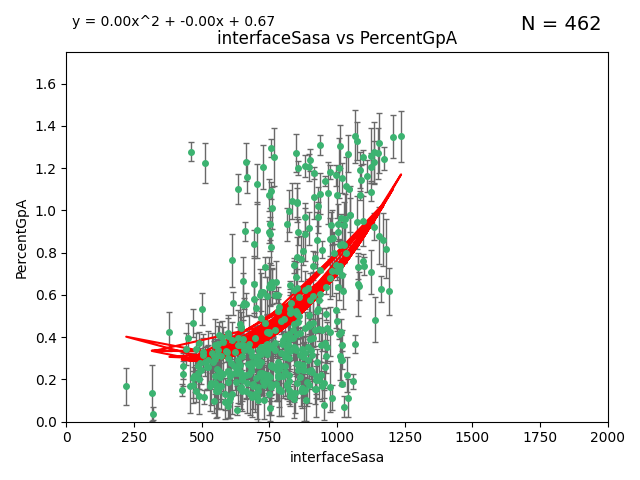 y = 0.00x^2 + -0.00x + 0.67
N = 462
interfaceSasa vs PercentGpA
PercentGpA
1.6
1.4
1.2
1.0
0.8
0.6
0.4
0.2
0.0
0 250 500 750 1000 1250 1500 1750 2000
interfaceSasa